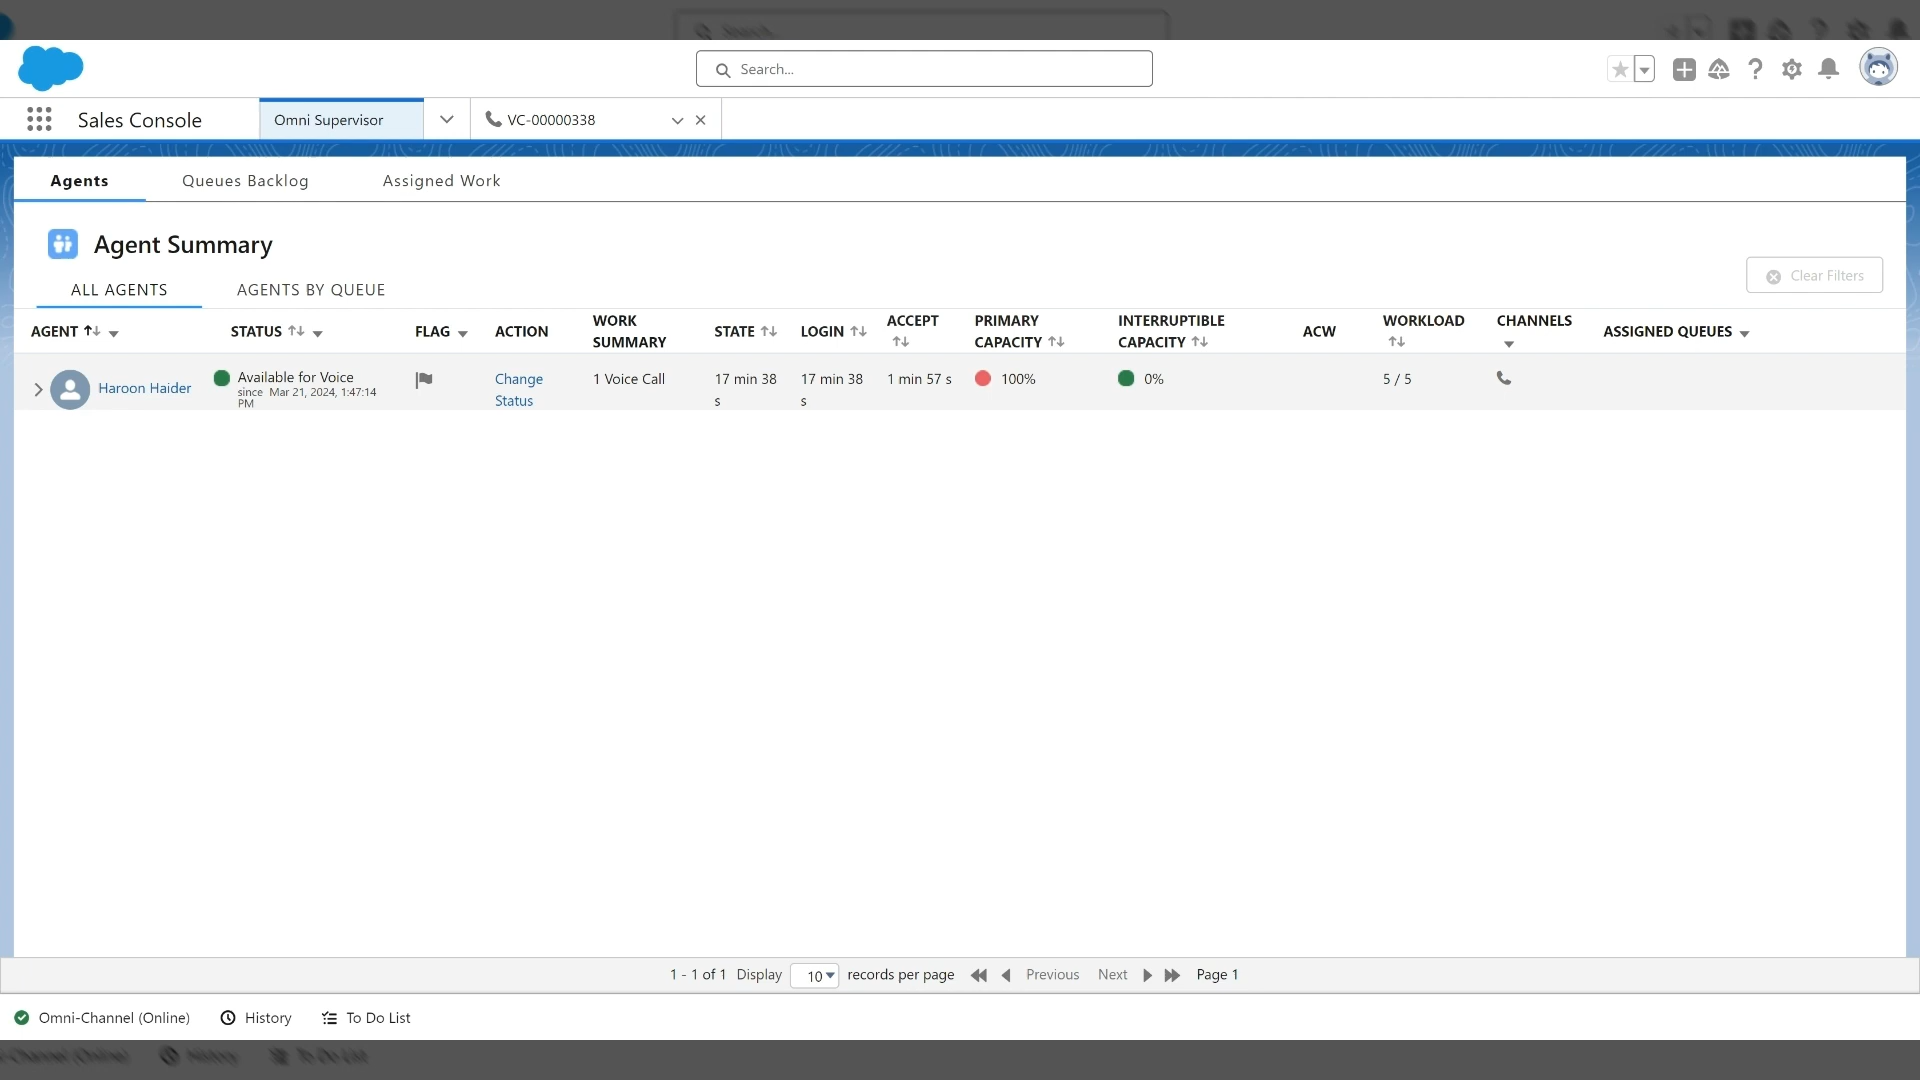 Search...
Sales Console
Omni Supervisor
VC-00000338
Agents
Queues Backlog
Assigned Work
Agent Summary
Clear Filters
ALL AGENTS
AGENTS BY QUEUE
AGENT
STATUS
FLAG
ACTION
WORK
SUMMARY
STATE
LOGIN
ACCEPT
PRIMARY
CAPACITY
INTERRUPTIBLE
CAPACITY
ACW
WORKLOAD
CHANNELS
ASSIGNED QUEUES
Haroon Haider
Available for Voice
since Mar 21, 2024, 1:47:14
PM
Change
Status
1 Voice Call
17 min 38
s
17 min 38
s
1 min 57 s
100%
0%
5 / 5
1 - 1 of 1 Display 10 records per page Previous Next Page 1
Omni-Channel (Online)
History
To Do List